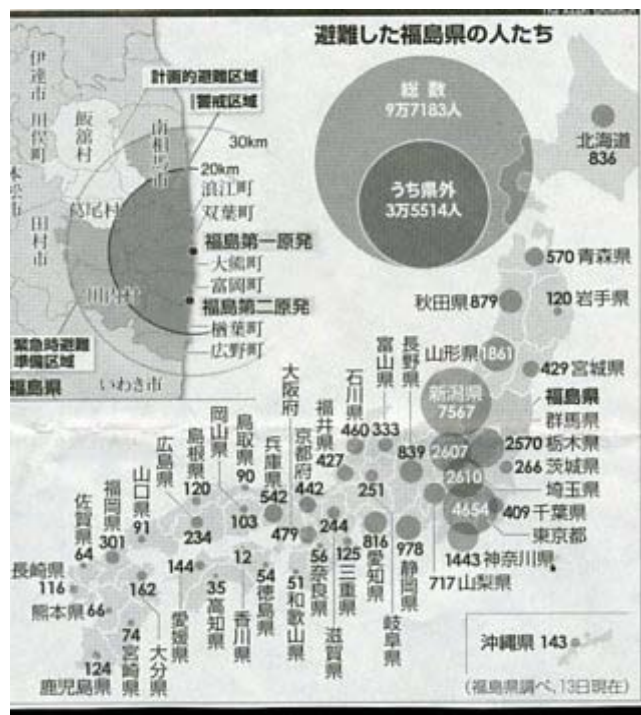 避難した福島県の人たち
総数
9万7183人
うち県外
3万5514人
計画的避難区域
警戒区域
30km
20km
伊達市
川俣町
飯舘村
南相馬市
田村市
葛尾村
浪江町
双葉町
福島第一原発
大熊町
富岡町
福島第二原発
川内村
楢葉町
広野町
緊急時避難
準備区域
福島県
いわき市
北海道
836
570 青森県
秋田県 879
120 岩手県
山形県 1861
429 宮城県
新潟県
7567
福島県
群馬県
2607
2570 栃木県
266 茨城県
2610
埼玉県
4654
409 千葉県
東京都
1443 神奈川県
717 山梨県
長野県
839
富山県
333
石川県
460
福井県
427
251
岐阜県
978
静岡県
816
愛知県
125
三重県
244
滋賀県
京都府
442
大阪府
479
兵庫県
542
56
奈良県
51
和歌山県
鳥取県
90
岡山県
103
島根県
120
広島県
234
山口県
91
54
徳島県
12
香川県
35
高知県
144
愛媛県
福岡県
301
佐賀県
64
長崎県
116
熊本県 66
162
大分県
74
宮崎県
124
鹿児島県
沖縄県 143
(福島県調べ、13日現在)